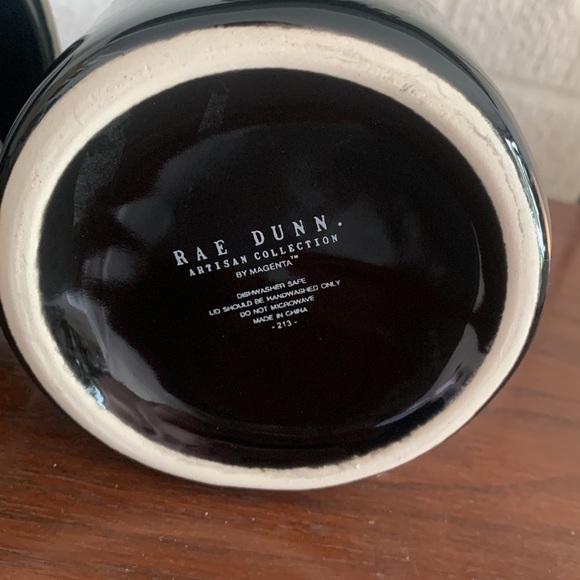 RAE DUNN.
ARTISAN COLLECTION
BY MAGENTA™
DISHWASHER SAFE
LID SHOULD BE HANDWASHED ONLY
DO NOT MICROWAVE
MADE IN CHINA
- 213 -